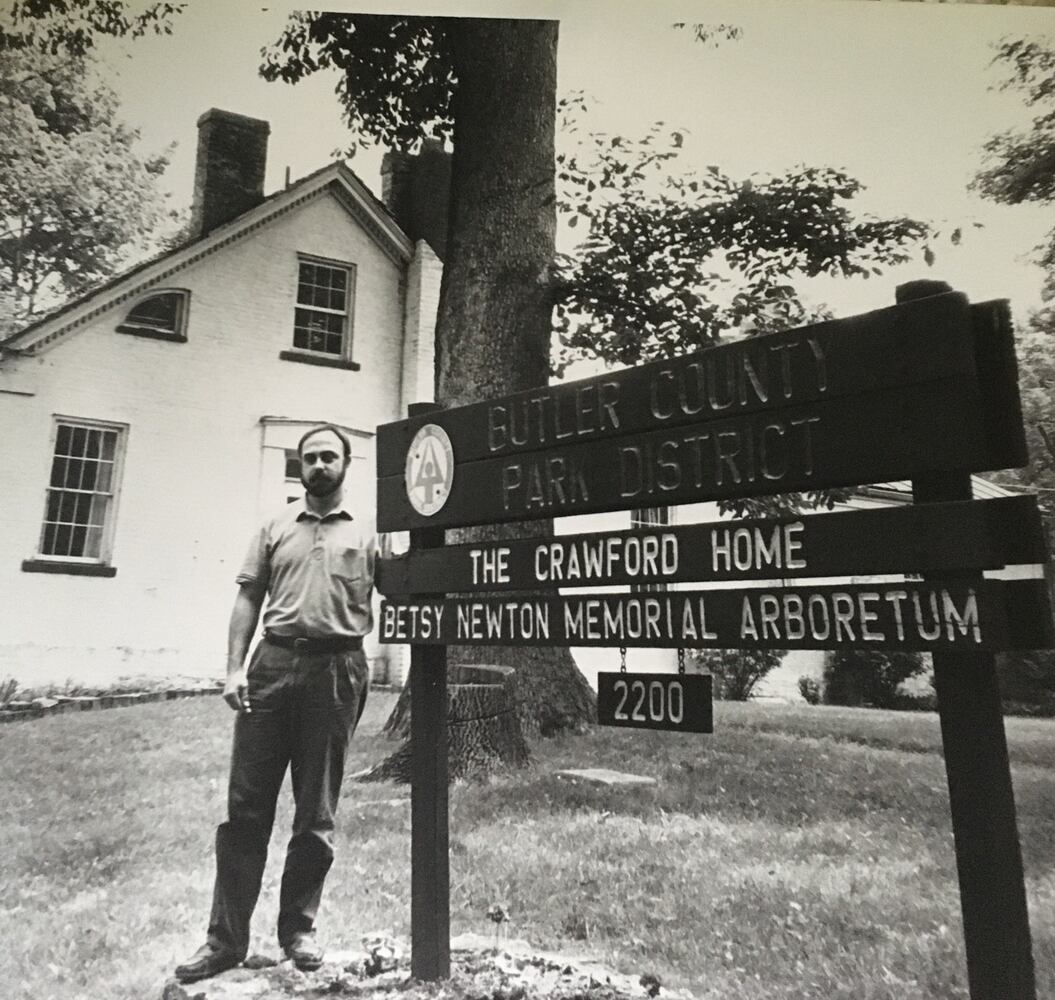 BUTLER COUNTY
PARK DISTRICT
THE CRAWFORD HOME
BETSY NEWTON MEMORIAL ARBORETUM
2200